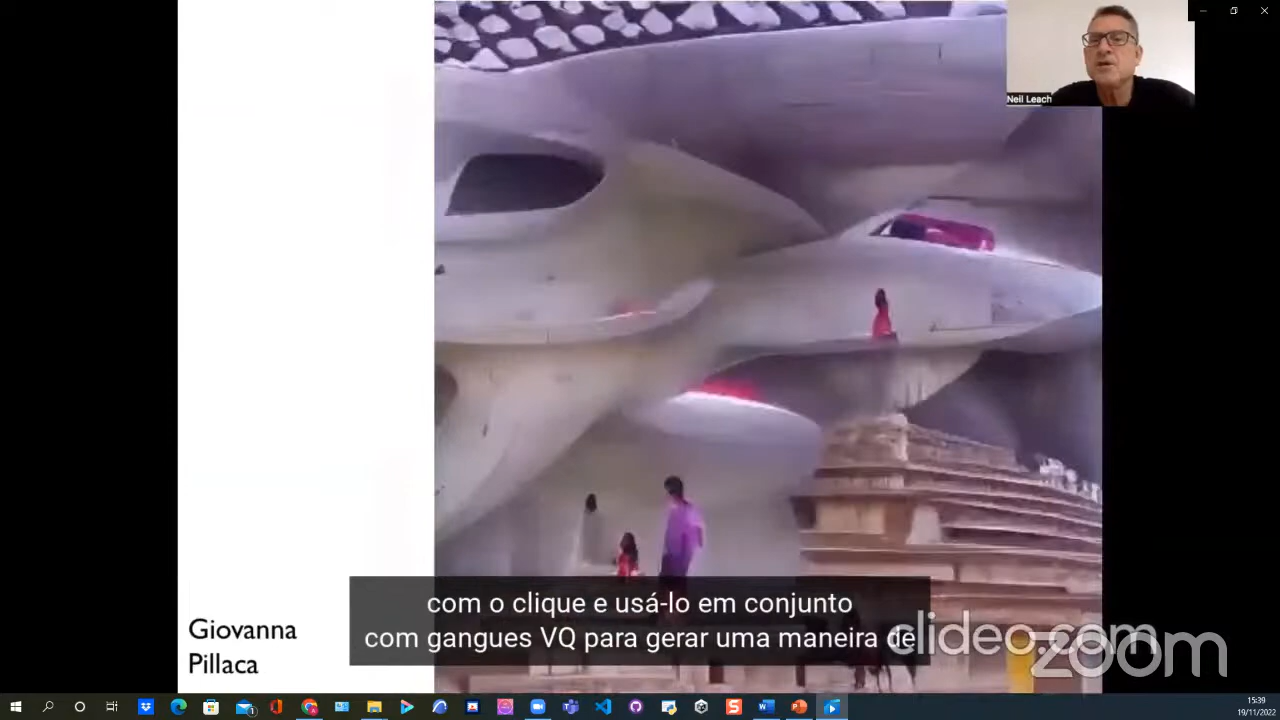 Neil Leach
Giovanna
Pillaca
com o clique e usá-lo em conjunto
com gangues VQ para gerar uma maneira de
clideo.com
zoom
15:39
19/11/2022